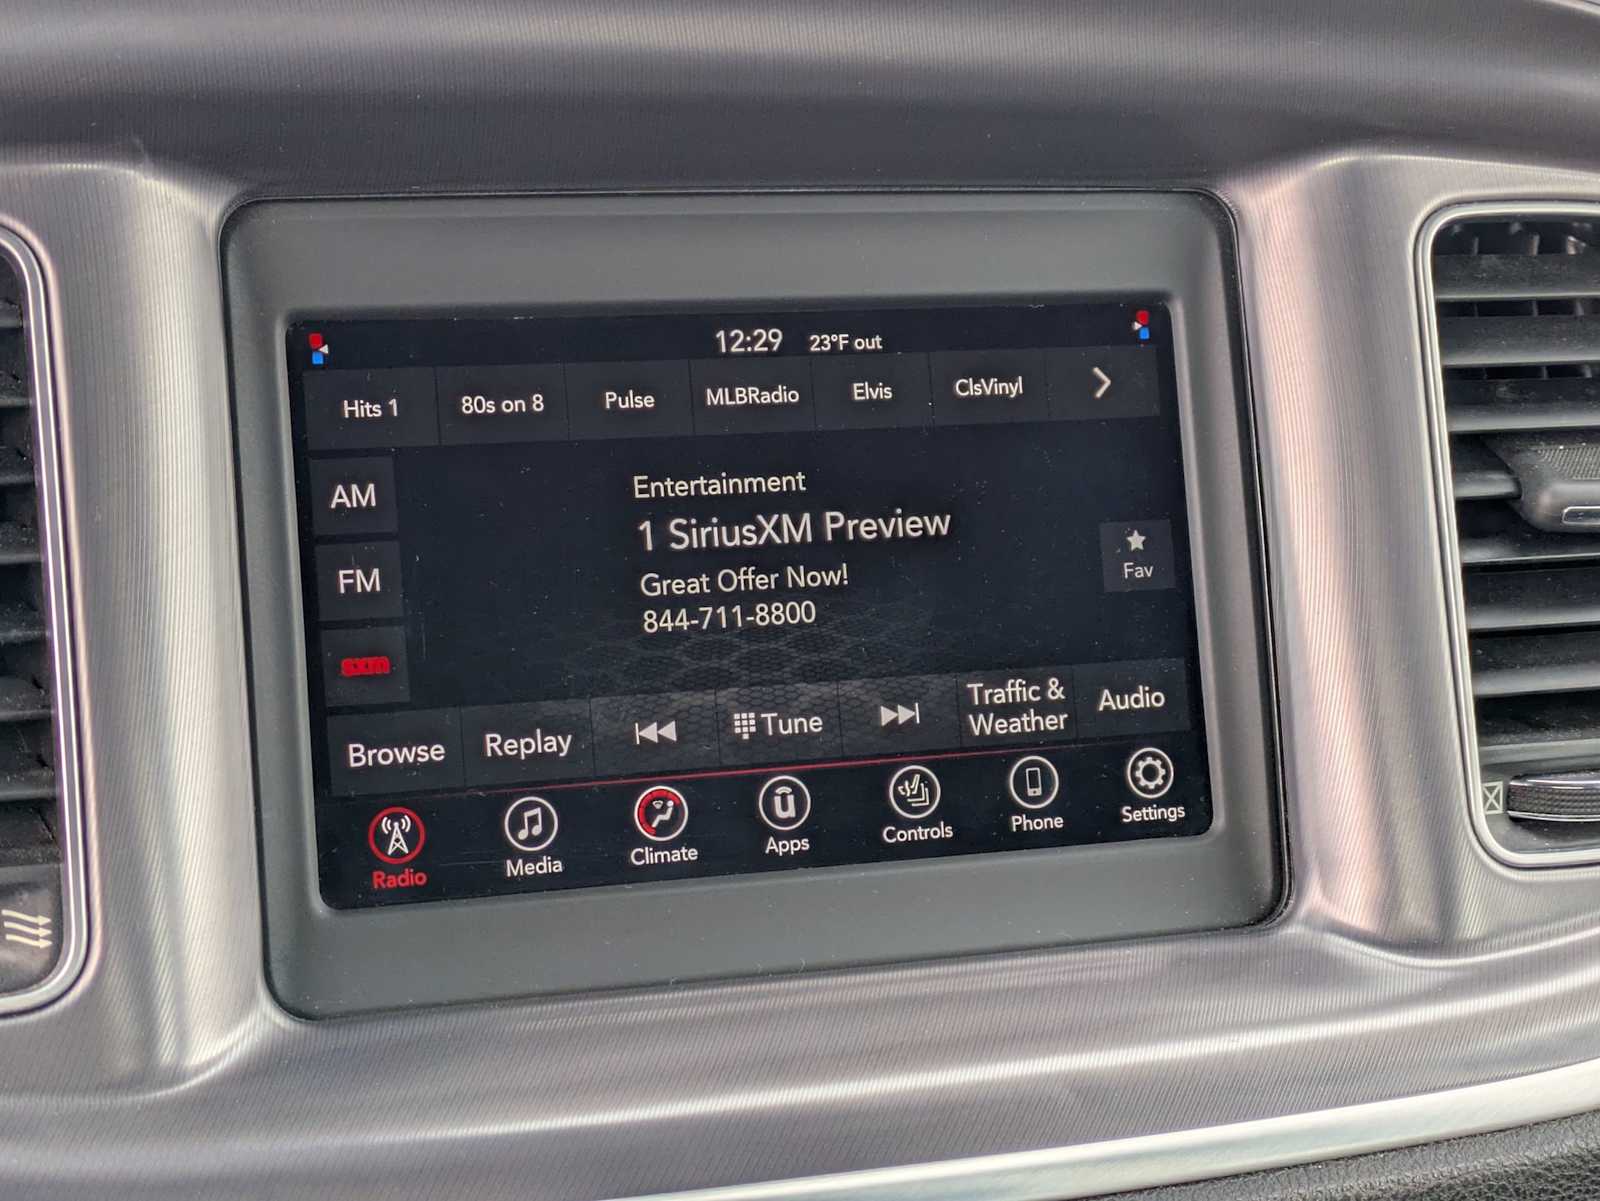 12:29 23°F out
Hits 1 80s on 8 Pulse MLBRadio Elvis ClsVinyl
AM
FM
sxm
Entertainment
1 SiriusXM Preview
Great Offer Now!
844-711-8800
Fav
Browse Replay Tune Traffic &
Weather Audio
Radio Media Climate Apps Controls Phone Settings